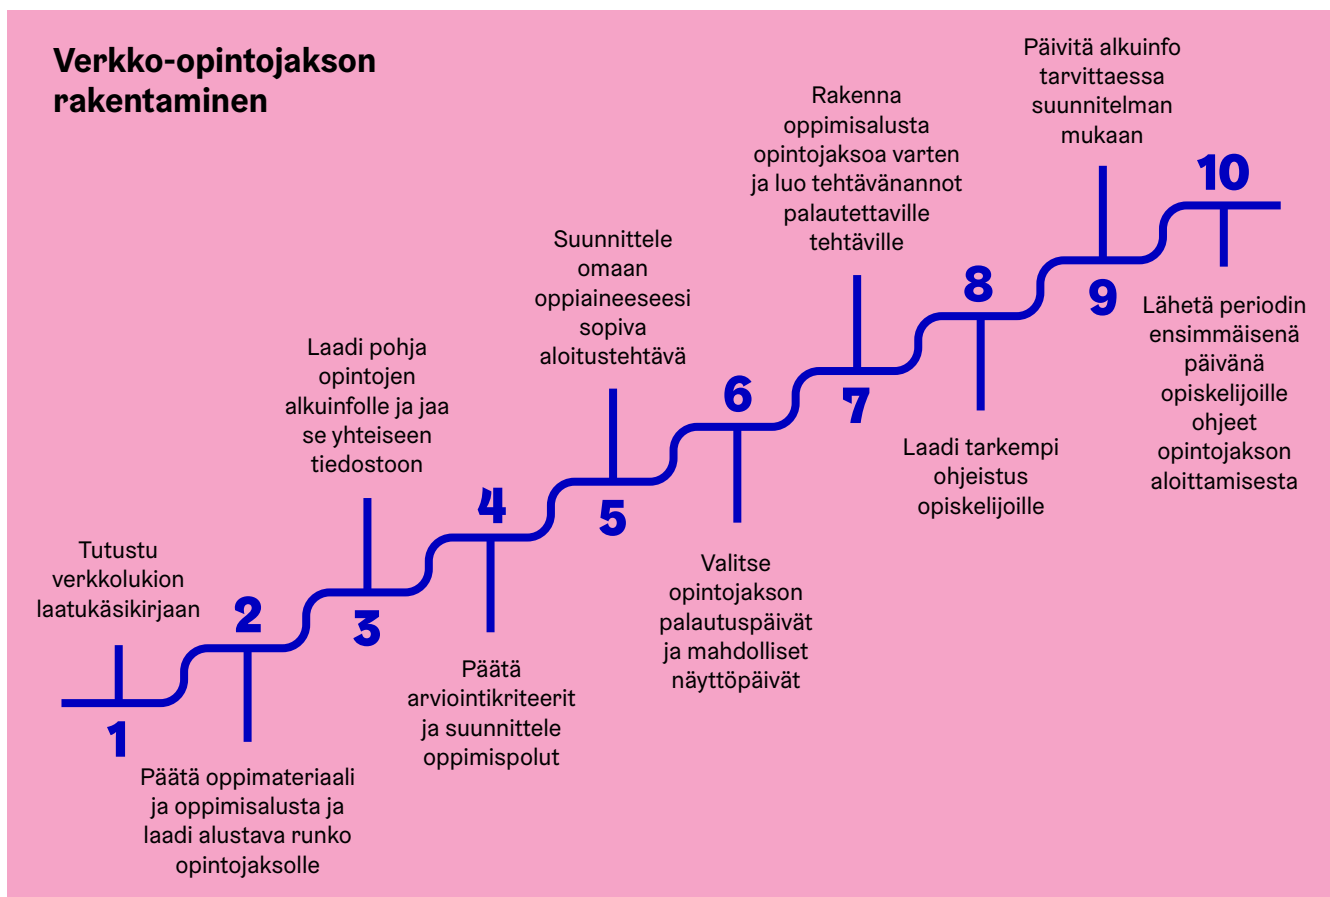 Verkko-opintojakson
rakentaminen
1
Tutustu
verkkolukion
laatukäsikirjaan
2
Päätä oppimateriaali
ja oppimisalusta ja
laadi alustava runko
opintojaksolle
3
Laadi pohja
opintojen
alkuinfolle ja jaa
se yhteiseen
tiedostoon
4
Päätä
arviointikriteerit
ja suunnittele
oppimispolut
5
Suunnittele
omaan
oppiaineeseesi
sopiva
aloitustehtävä
6
Valitse
opintojakson
palautuspäivät
ja mahdolliset
näyttöpäivät
7
Rakenna
oppimisalusta
opintojaksoa varten
ja luo tehtävänannot
palautettaville
tehtäville
8
Laadi tarkempi
ohjeistus
opiskelijoille
9
Päivitä alkuinfo
tarvittaessa
suunnitelman
mukaan
10
Lähetä periodin
ensimmäisenä
päivänä
opiskelijoille
ohjeet
opintojakson
aloittamisesta